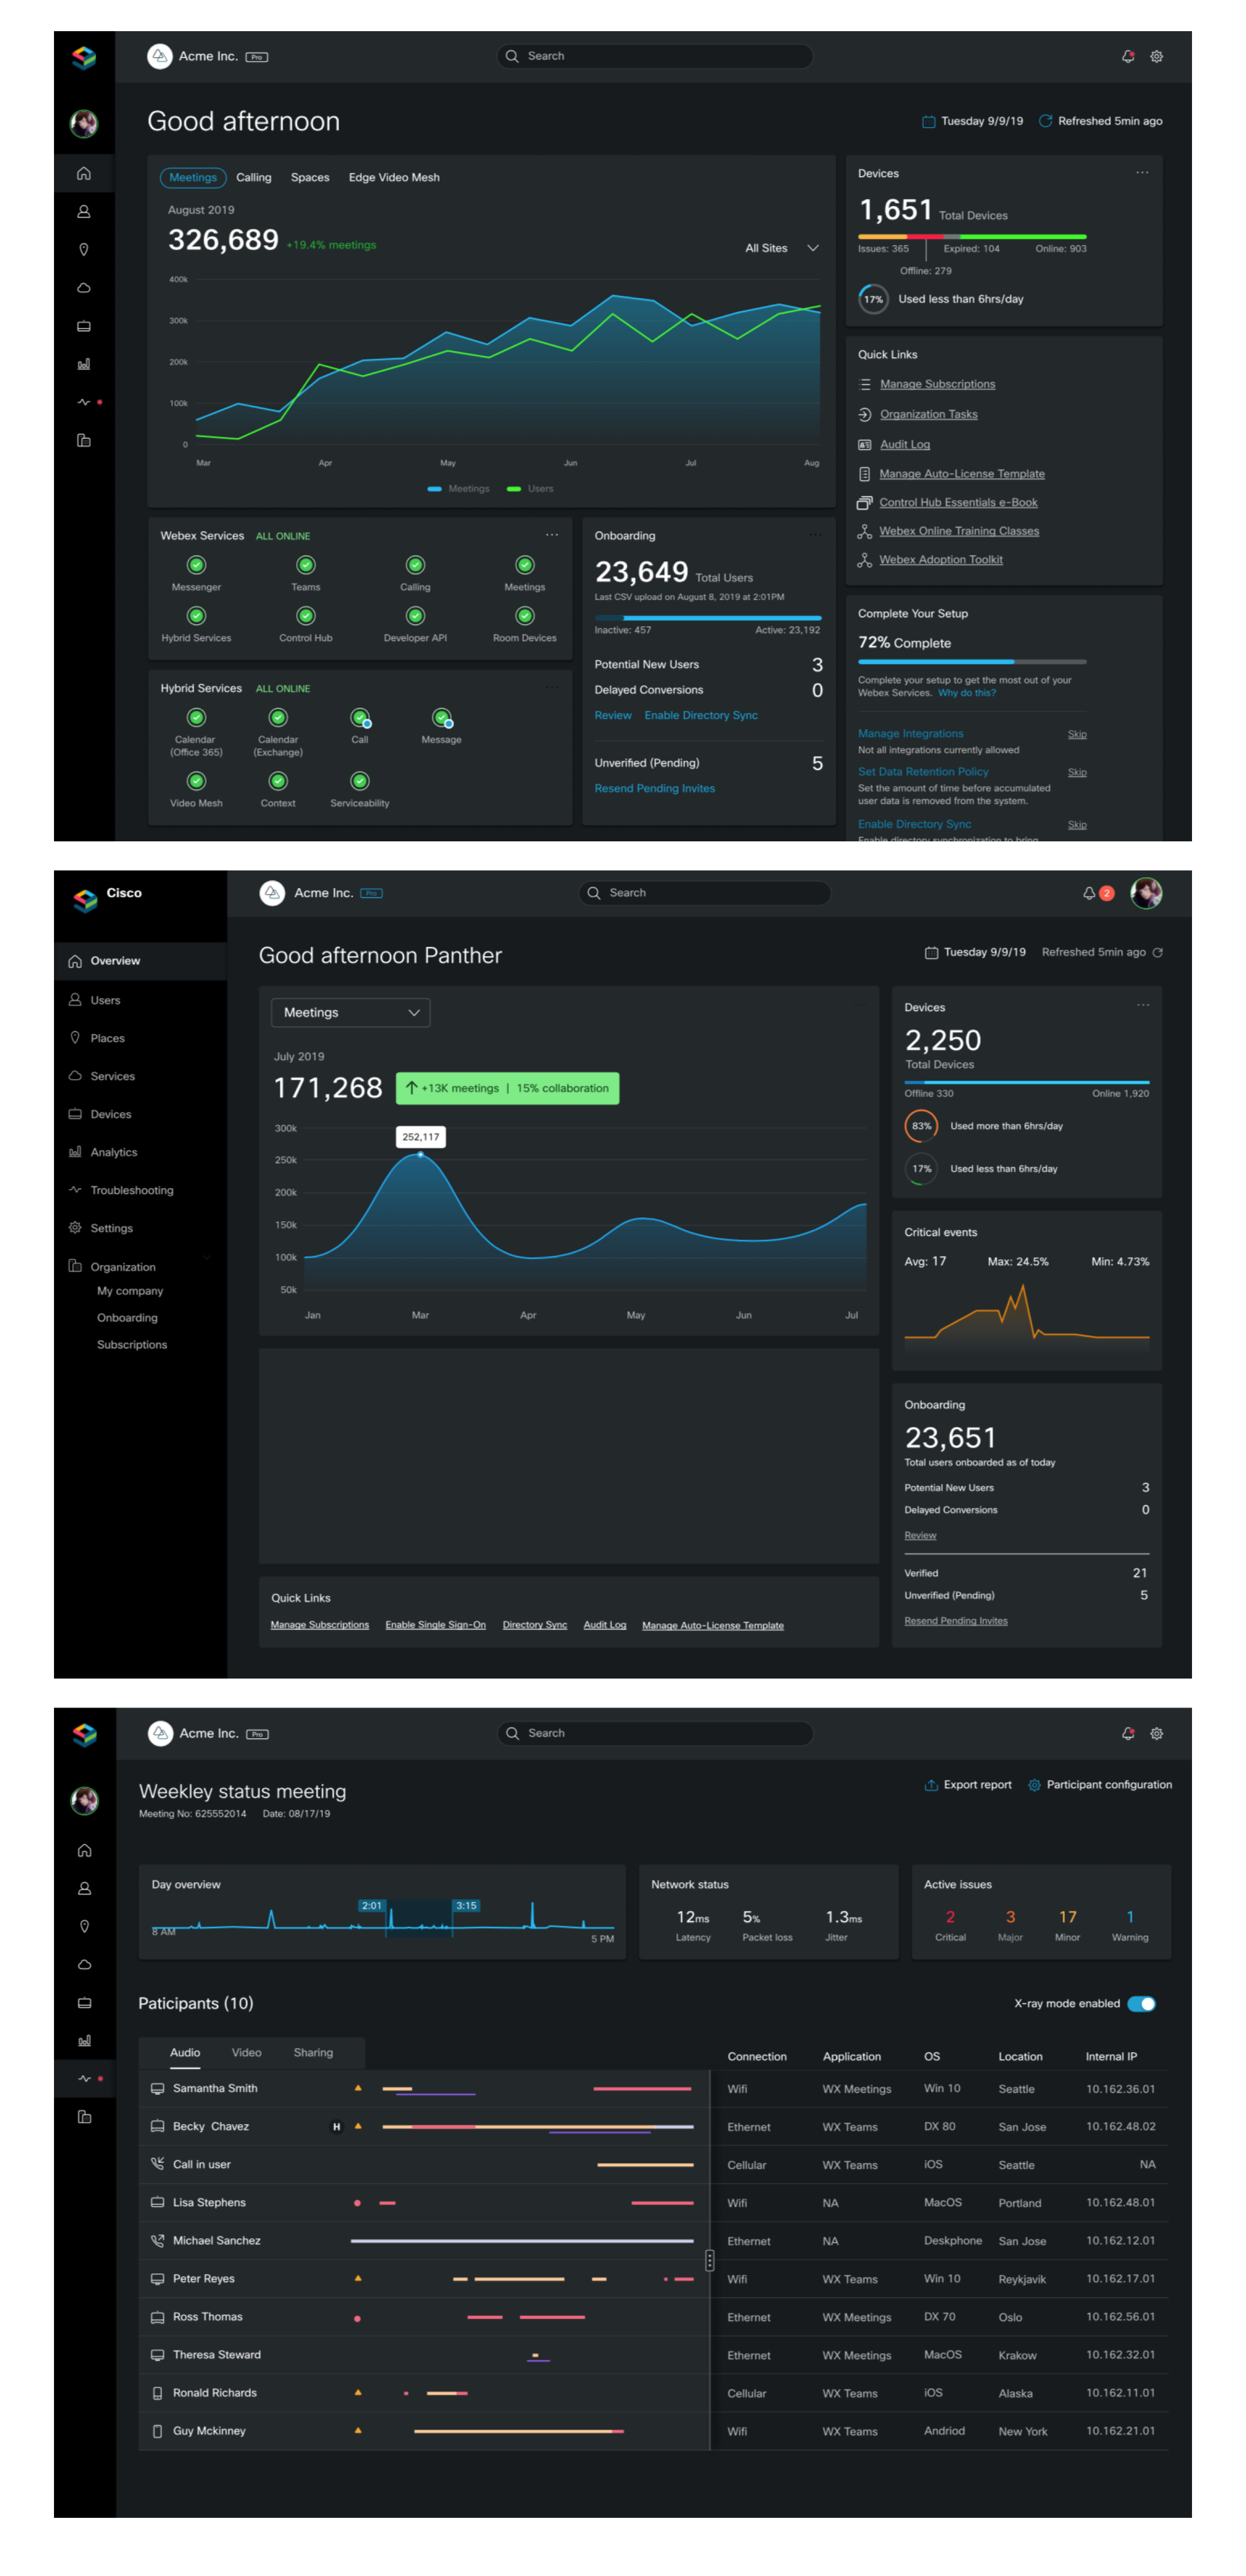 Acme Inc. Pro
Search
Good afternoon
Tuesday 9/9/19 Refreshed 5min ago
Meetings Calling Spaces Edge Video Mesh
August 2019
326,689 +19.4% meetings
All Sites
400k
300k
200k
100k
0
Mar Apr May Jun Jul Aug
Meetings Users
Devices
1,651 Total Devices
Issues: 365 Expired: 104 Online: 903
Offline: 279
17% Used less than 6hrs/day
Quick Links
Manage Subscriptions
Organization Tasks
Audit Log
Manage Auto-License Template
Control Hub Essentials e-Book
Webex Online Training Classes
Webex Adoption Toolkit
Webex Services ALL ONLINE
Messenger Teams Calling Meetings
Hybrid Services Control Hub Developer API Room Devices
Hybrid Services ALL ONLINE
Calendar Calendar Call Message
(Office 365) (Exchange)
Video Mesh Context Serviceability
Onboarding
23,649 Total Users
Last CSV upload on August 8, 2019 at 2:01PM
Inactive: 457 Active: 23,192
Potential New Users 3
Delayed Conversions 0
Review Enable Directory Sync
Unverified (Pending) 5
Resend Pending Invites
Complete Your Setup
72% Complete
Complete your setup to get the most out of your
Webex Services. Why do this?
Manage Integrations Skip
Not all integrations currently allowed
Set Data Retention Policy Skip
Set the amount of time before accumulated
user data is removed from the system.
Enable Directory Sync Skip
Enable directory synchronization to bring
Cisco
Acme Inc. Pro
Search
2
Overview
Users
Places
Services
Devices
Analytics
Troubleshooting
Settings
Organization
My company
Onboarding
Subscriptions
Good afternoon Panther
Tuesday 9/9/19 Refreshed 5min ago
Meetings
July 2019
171,268 +13K meetings | 15% collaboration
300k
252,117
250k
200k
150k
100k
50k
Jan Mar Apr May Jun Jul
Devices
2,250
Total Devices
Offline 330 Online 1,920
83% Used more than 6hrs/day
17% Used less than 6hrs/day
Critical events
Avg: 17 Max: 24.5% Min: 4.73%
Onboarding
23,651
Total users onboarded as of today
Potential New Users 3
Delayed Conversions 0
Review
Verified 21
Unverified (Pending) 5
Resend Pending Invites
Quick Links
Manage Subscriptions Enable Single Sign-On Directory Sync Audit Log Manage Auto-License Template
Acme Inc. Pro
Search
Weekley status meeting
Meeting No: 625552014 Date: 08/17/19
Export report Participant configuration
Day overview
2:01 3:15
8 AM
5 PM
Network status
12ms 5% 1.3ms
Latency Packet loss Jitter
Active issues
2 3 17 1
Critical Major Minor Warning
Paticipants (10)
X-ray mode enabled
Audio Video Sharing
Connection Application OS Location Internal IP
Samantha Smith Wifi WX Meetings Win 10 Seattle 10.162.36.01
Becky Chavez H Ethernet WX Teams DX 80 San Jose 10.162.48.02
Call in user Cellular WX Teams iOS Seattle NA
Lisa Stephens Wifi NA MacOS Portland 10.162.48.01
Michael Sanchez Ethernet NA Deskphone San Jose 10.162.12.01
Peter Reyes Wifi WX Teams Win 10 Reykjavik 10.162.17.01
Ross Thomas Ethernet WX Meetings DX 70 Oslo 10.162.56.01
Theresa Steward Ethernet WX Meetings MacOS Krakow 10.162.32.01
Ronald Richards Cellular WX Teams iOS Alaska 10.162.11.01
Guy Mckinney Wifi WX Teams Andriod New York 10.162.21.01